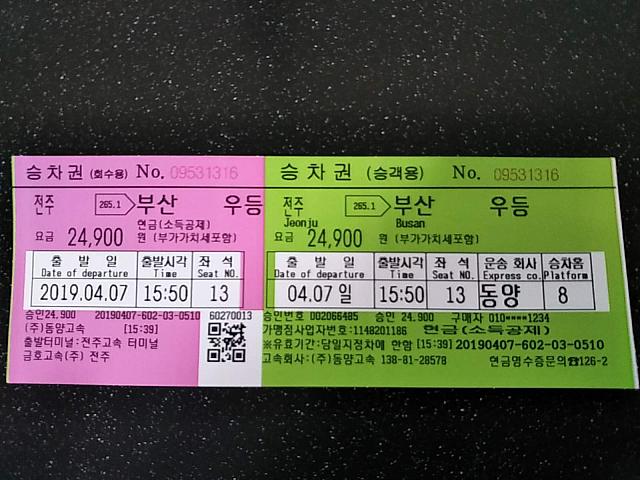 승차권 (회수용) No. 09531316
전주 265.1 부산 우등
현금(소득공제)
요금 24,900 원 (부가가치세포함)
출 발 일 출발시각 좌 석
Date of departure Time Seat NO.
2019.04.07 15:50 13
승인24.900 20190407-602-03-0510 60270013
(주)동양고속 [15:39]
출발터미널:전주고속 터미널
금호고속(주) 전주
승차권 (승객용) No. 09531316
전주 265.1 부산 우등
Jeonju Busan
요금 24,900 원 (부가가치세포함)
출 발 일 출발시각 좌 석 운송 회사 승차홈
Date of departure Time Seat NO. Express co. Platform
04.07 일 15:50 13 동양 8
승인번호 D02066485 승인 24.900 구매자 010****1234
가맹점사업자번호:1148201186 현금(소득공제)
※유효기간:당일지정차에 한함 [15:39] 20190407-602-03-0510
고속회사:(주)동양고속 138-81-28578 현금영수증문의☎126-2